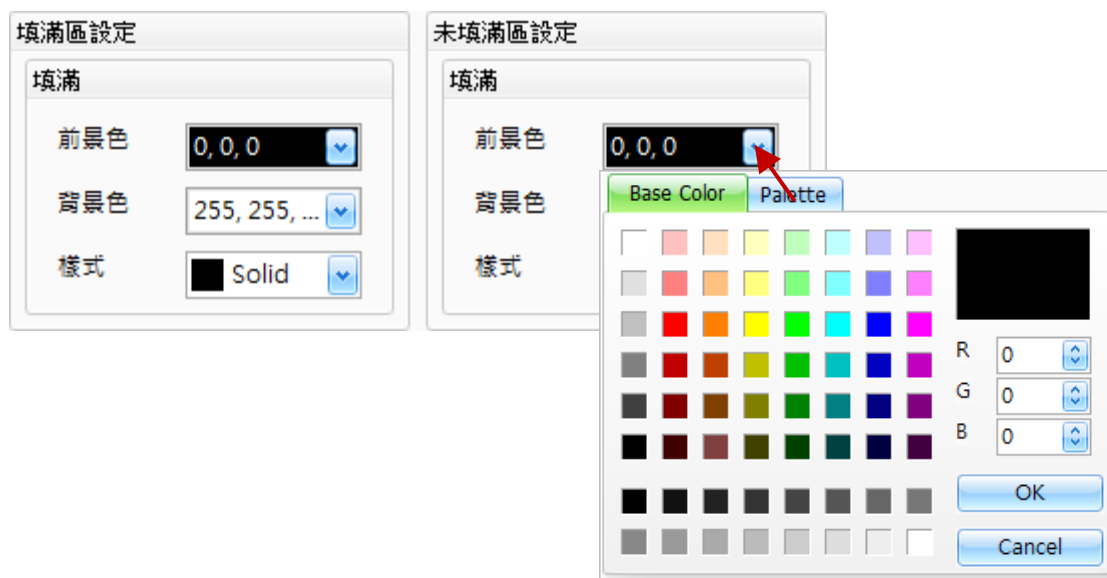 填滿區設定
填滿
前景色
0, 0, 0
背景色
255, 255, ...
樣式
Solid
未填滿區設定
填滿
前景色
0, 0, 0
背景色
樣式
Base Color
Palette
R
0
G
0
B
0
OK
Cancel